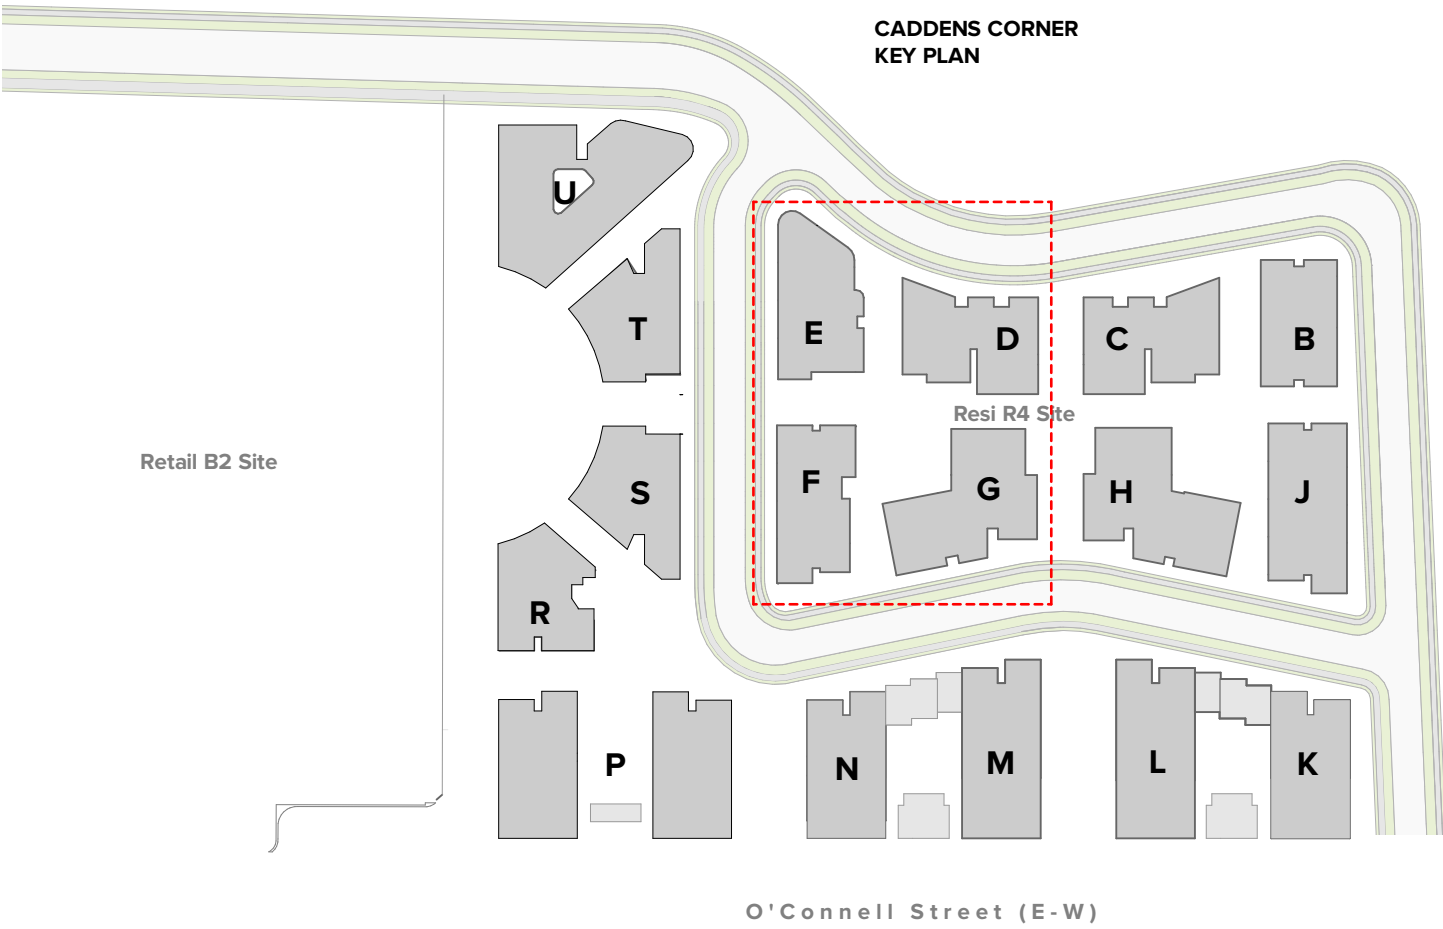 CADDENS CORNER
KEY PLAN
U
T
E
D
C
B
Resi R4 Site
Retail B2 Site
S
F
G
H
J
R
P
N
M
L
K
O'Connell Street (E-W)